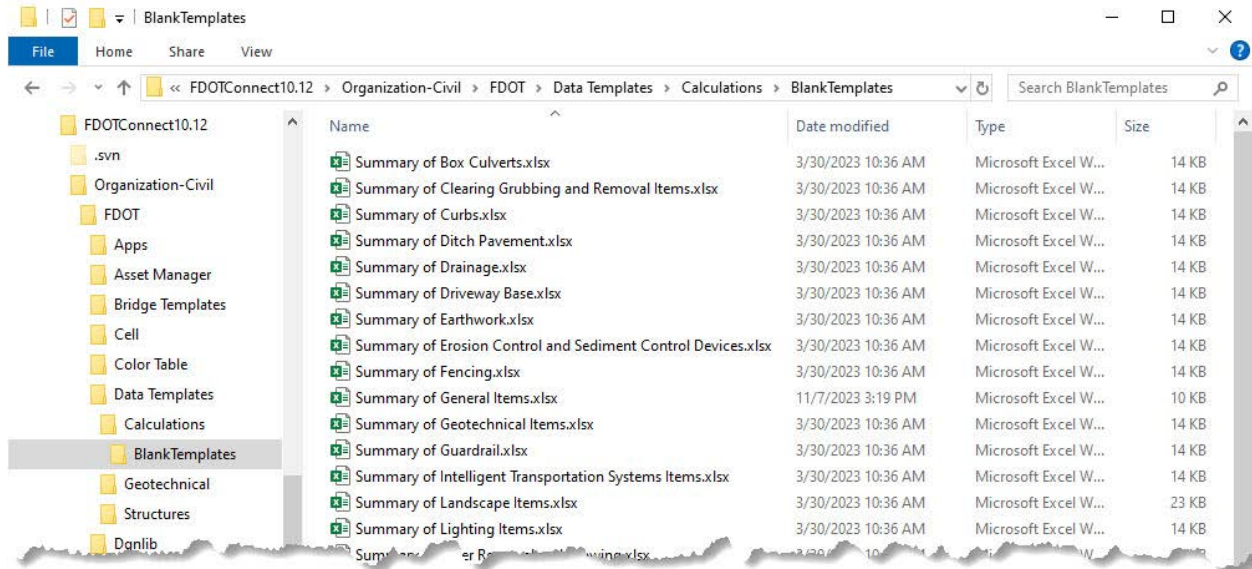 BlankTemplates
File Home Share View
« FDOTConnect10.12 > Organization-Civil > FDOT > Data Templates > Calculations > BlankTemplates Search BlankTemplates
FDOTConnect10.12 Name Date modified Type Size
.svn Summary of Box Culverts.xlsx 3/30/2023 10:36 AM Microsoft Excel W... 14 KB
Organization-Civil Summary of Clearing Grubbing and Removal Items.xlsx 3/30/2023 10:36 AM Microsoft Excel W... 14 KB
FDOT Summary of Curbs.xlsx 3/30/2023 10:36 AM Microsoft Excel W... 14 KB
Apps Summary of Ditch Pavement.xlsx 3/30/2023 10:36 AM Microsoft Excel W... 14 KB
Asset Manager Summary of Drainage.xlsx 3/30/2023 10:36 AM Microsoft Excel W... 14 KB
Bridge Templates Summary of Driveway Base.xlsx 3/30/2023 10:36 AM Microsoft Excel W... 14 KB
Cell Summary of Earthwork.xlsx 3/30/2023 10:36 AM Microsoft Excel W... 14 KB
Color Table Summary of Erosion Control and Sediment Control Devices.xlsx 3/30/2023 10:36 AM Microsoft Excel W... 14 KB
Summary of Fencing.xlsx 3/30/2023 10:36 AM Microsoft Excel W... 14 KB
Data Templates Summary of General Items.xlsx 11/7/2023 3:19 PM Microsoft Excel W... 10 KB
Calculations Summary of Geotechnical Items.xlsx 3/30/2023 10:36 AM Microsoft Excel W... 14 KB
BlankTemplates Summary of Guardrail.xlsx 3/30/2023 10:36 AM Microsoft Excel W... 14 KB
Geotechnical Summary of Intelligent Transportation Systems Items.xlsx 3/30/2023 10:36 AM Microsoft Excel W... 14 KB
Structures Summary of Landscape Items.xlsx 3/30/2023 10:36 AM Microsoft Excel W... 23 KB
Dgnlib Summary of Lighting Items.xlsx 3/30/2023 10:36 AM Microsoft Excel W... 14 KB